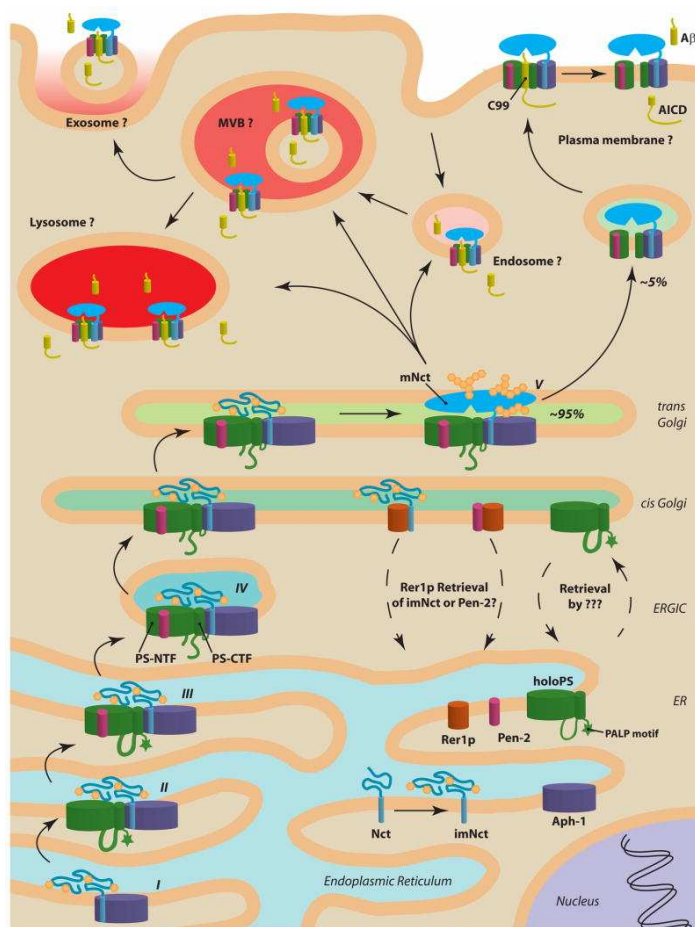 Aβ
C99
AICD
Exosome ?
MVB ?
Plasma membrane ?
Lysosome ?
Endosome ?
~5%
mNct
V
~95%
trans
Golgi
cis Golgi
IV
Rer1p Retrieval
of imNct or Pen-2?
Retrieval
by ???
ERGIC
PS-NTF
PS-CTF
III
holoPS
ER
Rer1p
Pen-2
PALP motif
II
Nct
imNct
Aph-1
I
Endoplasmic Reticulum
Nucleus